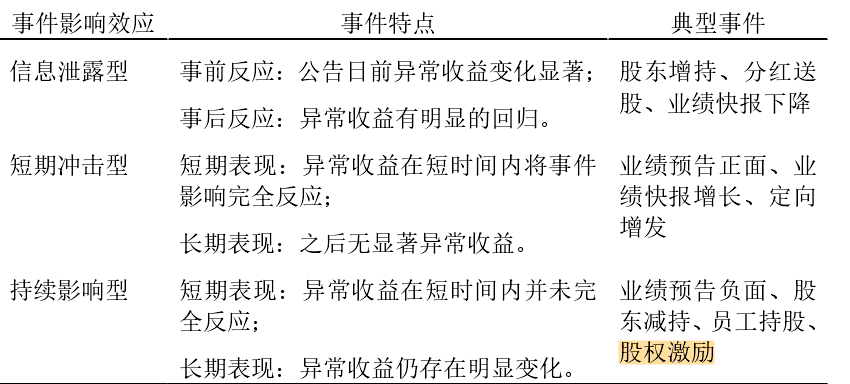 事件影响效应 事件特点 典型事件
信息泄露型 事前反应：公告日前异常收益变化显著； 股东增持、分红送
股、业绩快报下降
事后反应：异常收益有明显的回归。
短期冲击型 短期表现：异常收益在短时间内将事件 业绩预告正面、业
影响完全反应； 绩快报增长、定向
增发
长期表现：之后无显著异常收益。
持续影响型 短期表现：异常收益在短时间内并未完 业绩预告负面、股
全反应； 东减持、员工持股、
股权激励
长期表现：异常收益仍存在明显变化。